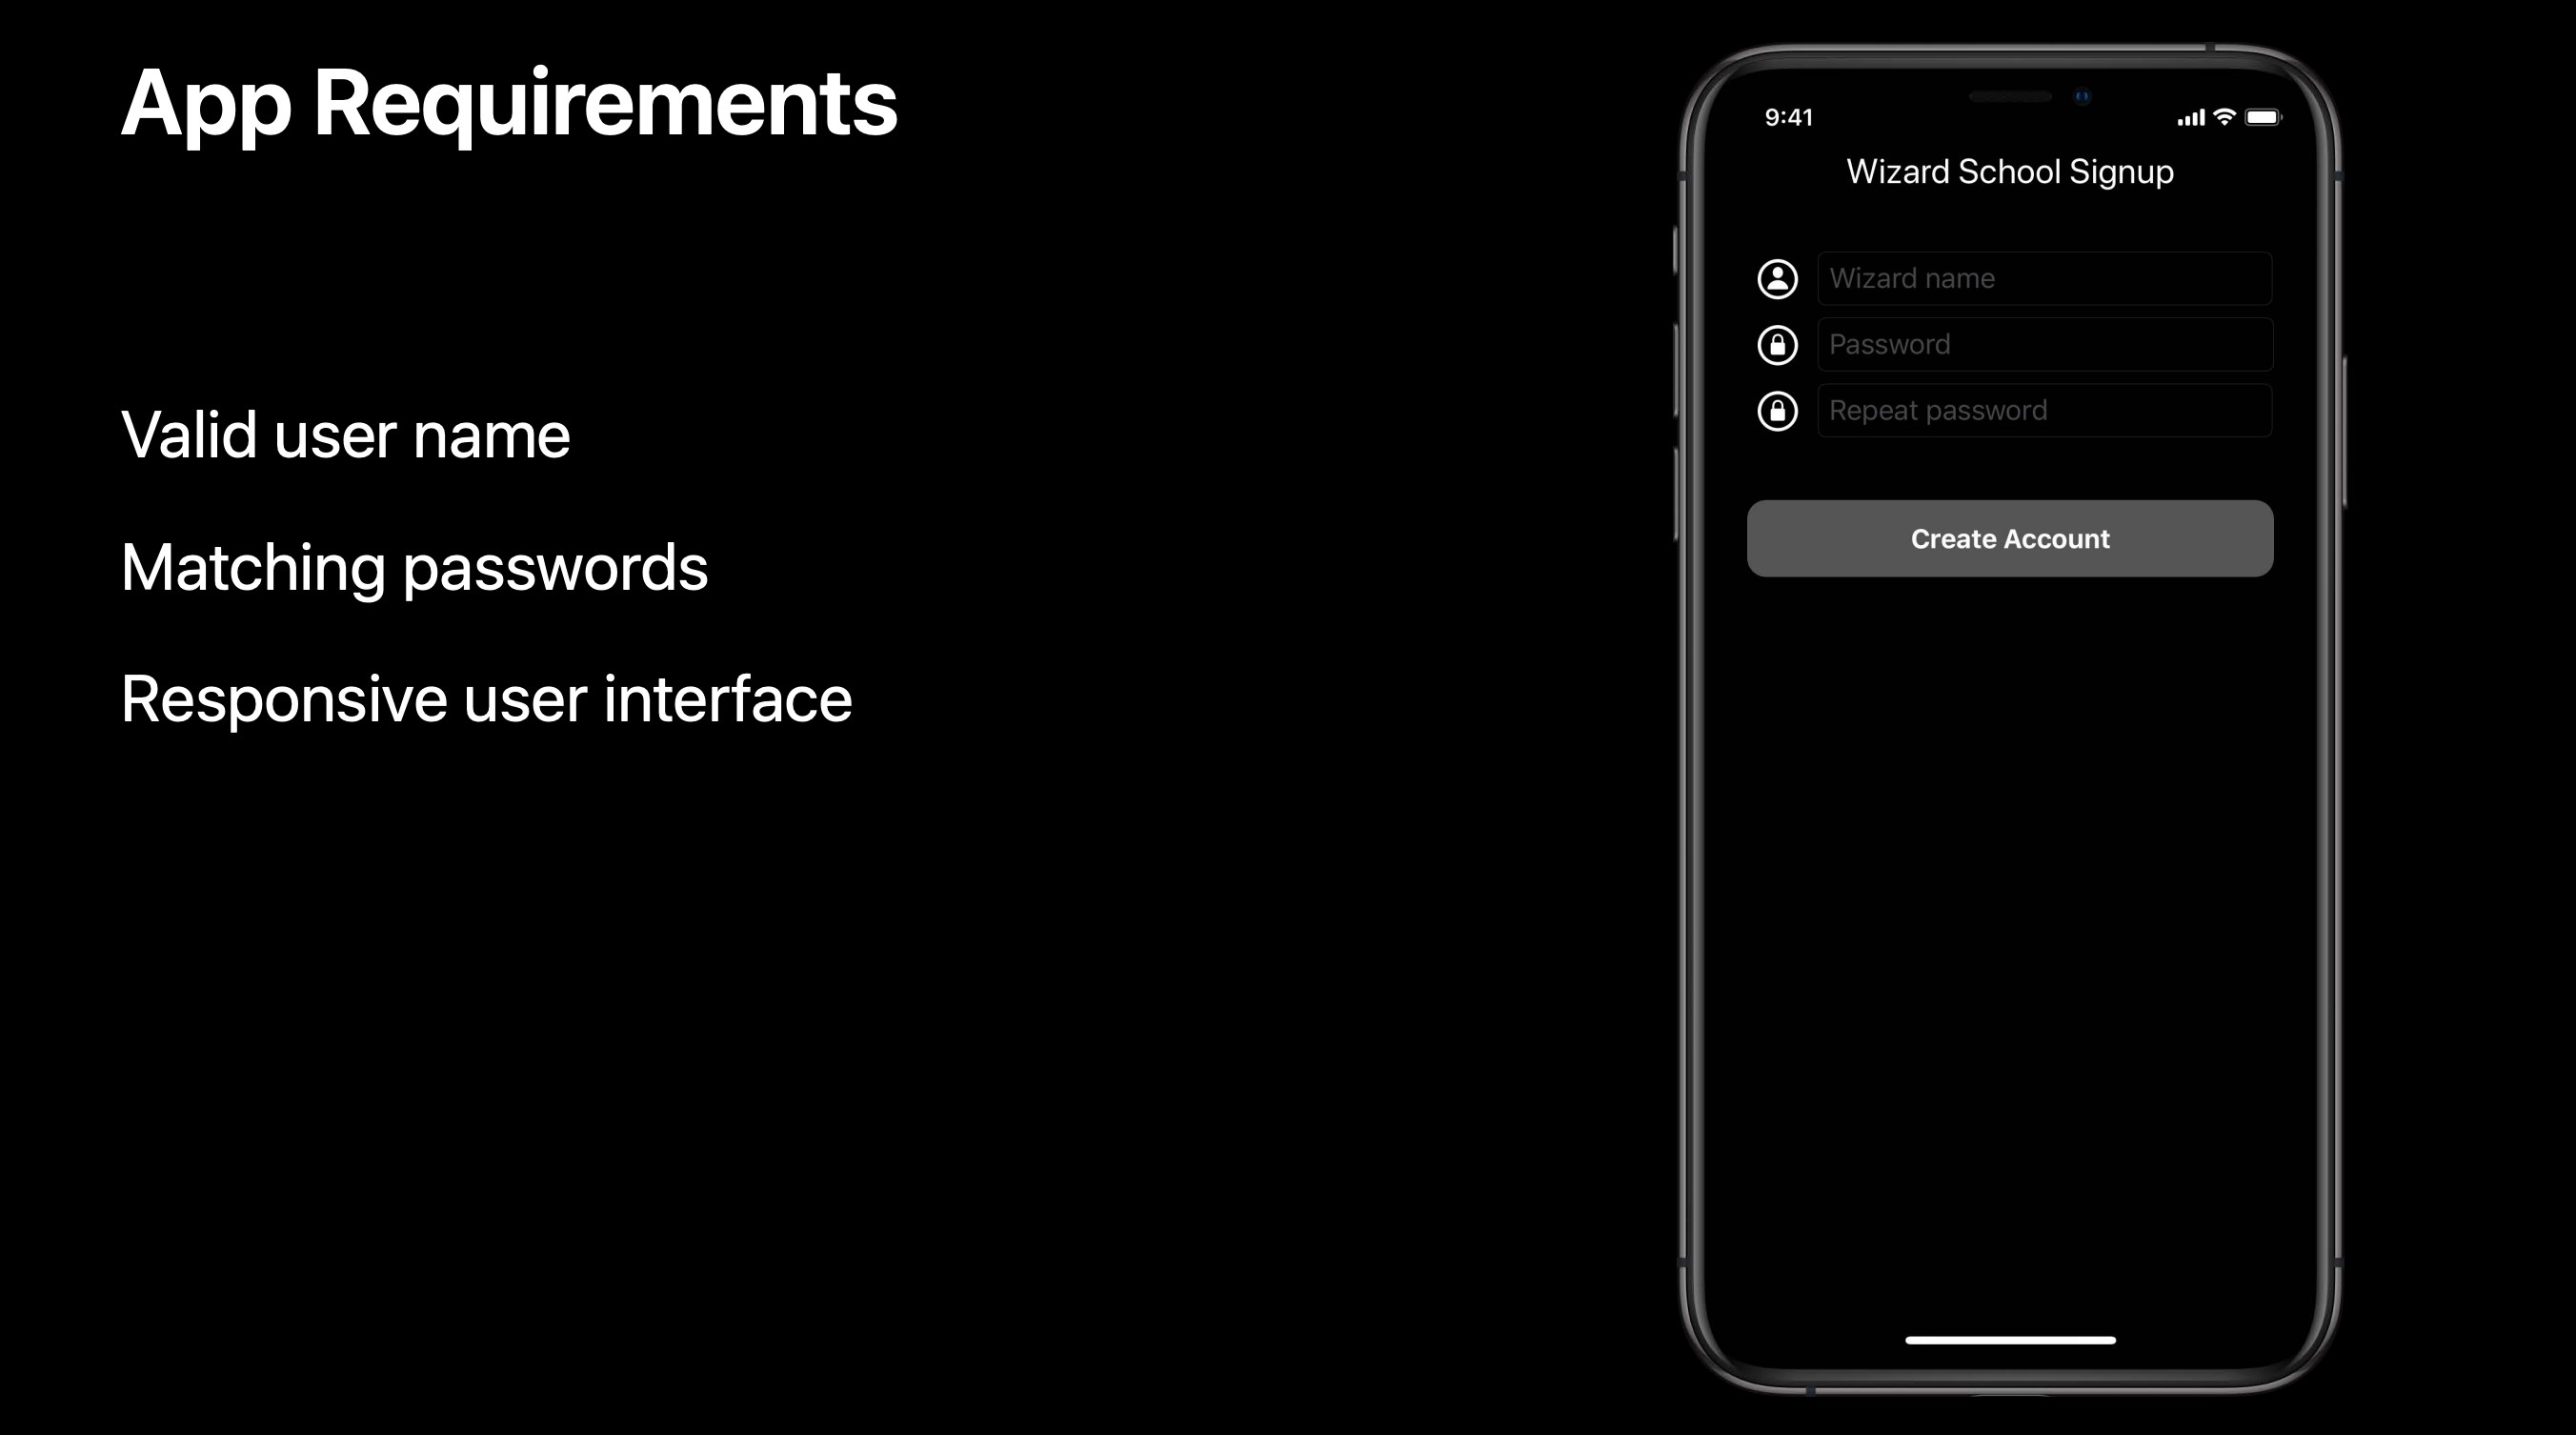 App Requirements
Valid user name
Matching passwords
Responsive user interface
9:41
Wizard School Signup
Wizard name
Password
Repeat password
Create Account